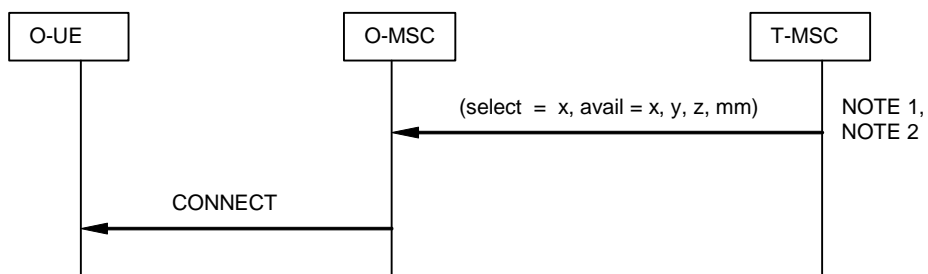 O-UE
O-MSC
T-MSC
(select = x, avail = x, y, z, mm)
NOTE 1,
NOTE 2
CONNECT